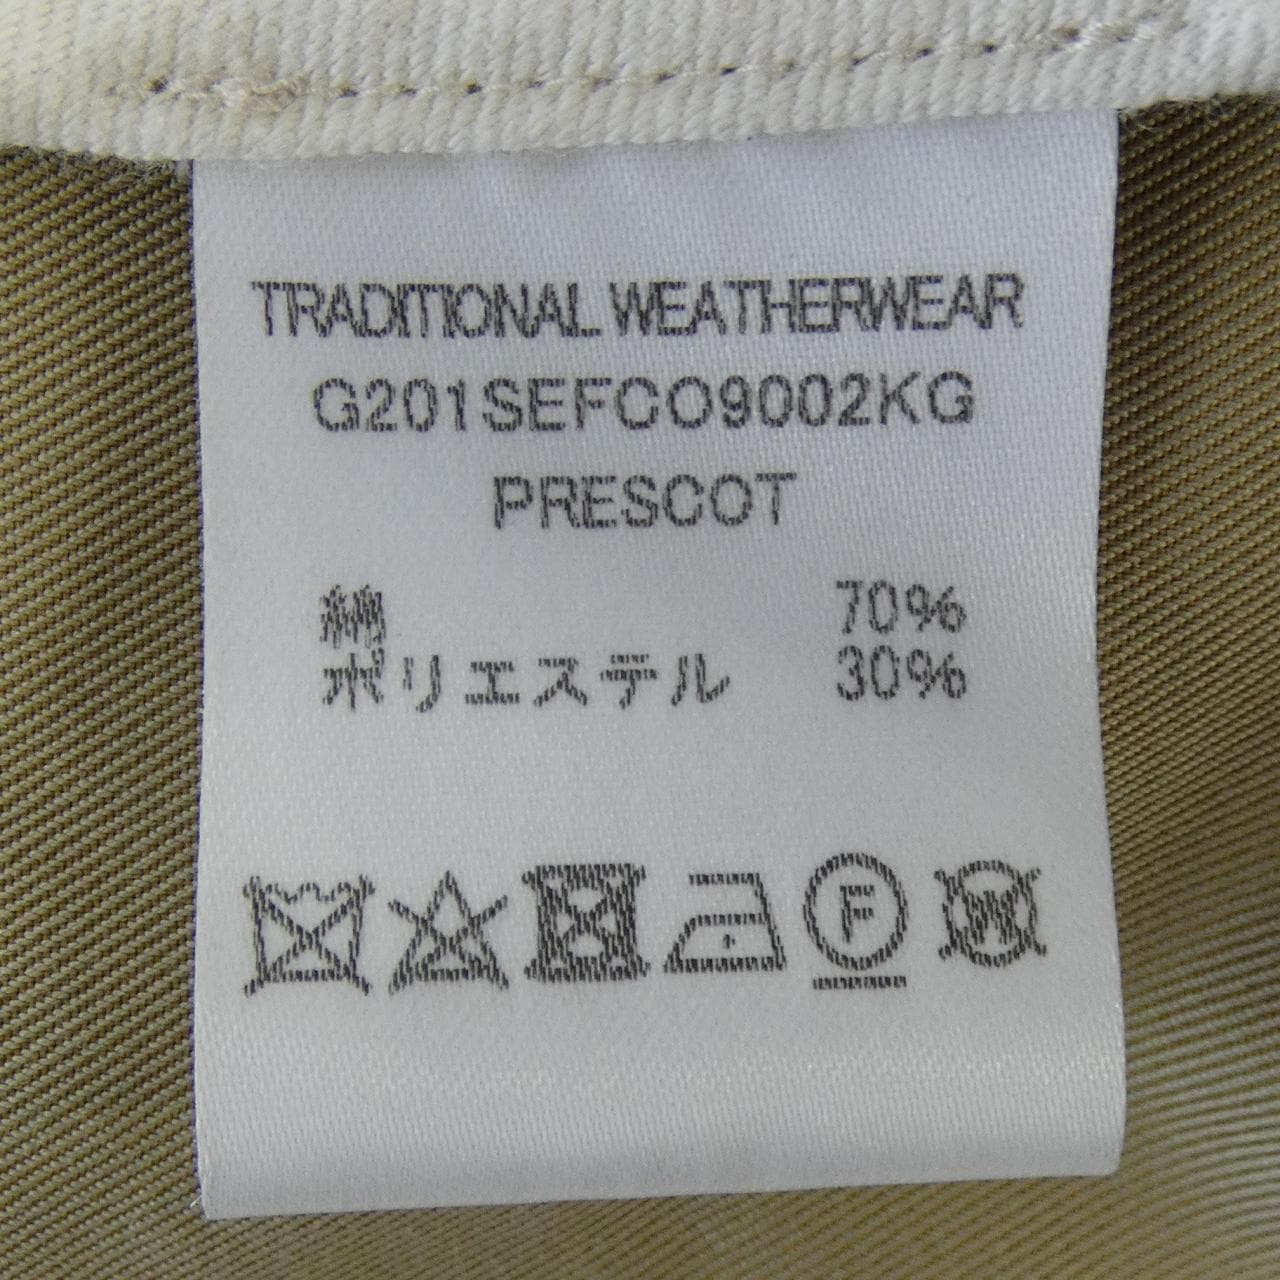 TRADITIONAL WEATHERWEAR
G201SEFCO9002KG
PRESCOT
綿 70%
ポリエステル 30%
F
W